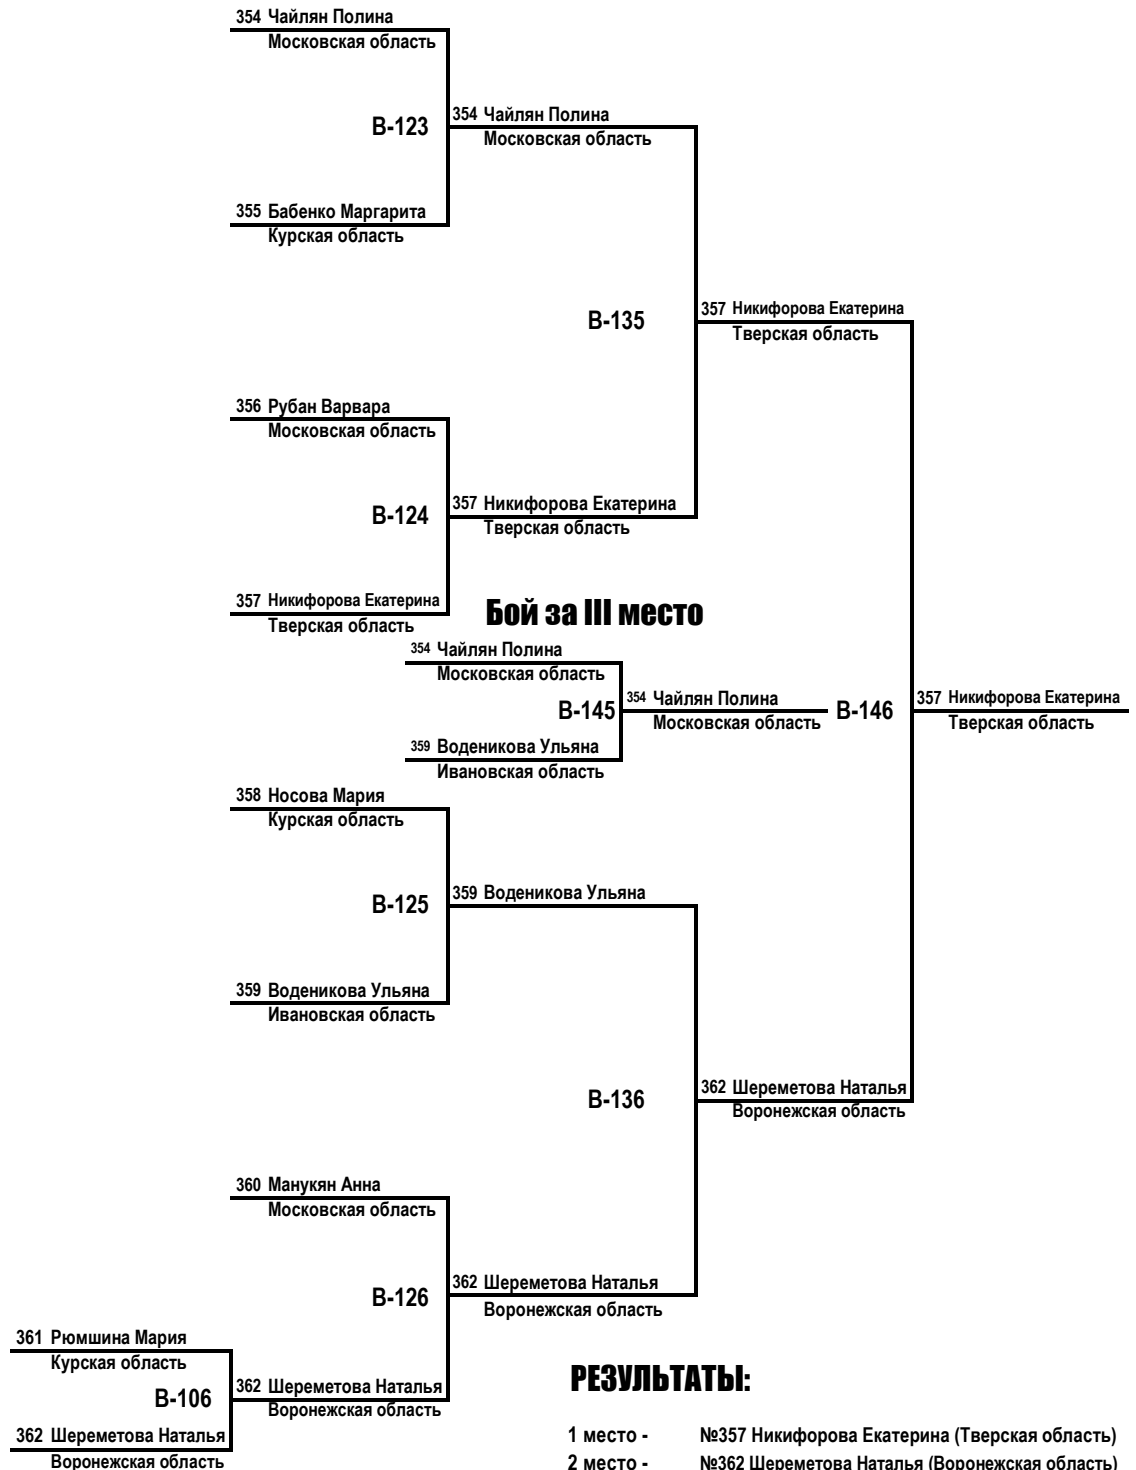 354 Чайлян Полина
Московская область
B-123
354 Чайлян Полина
Московская область
355 Бабенко Маргарита
Курская область
B-135
357 Никифорова Екатерина
Тверская область
356 Рубан Варвара
Московская область
B-124
357 Никифорова Екатерина
Тверская область
357 Никифорова Екатерина
Тверская область
Бой за III место
354 Чайлян Полина
Московская область
B-145
354 Чайлян Полина
Московская область
B-146
357 Никифорова Екатерина
Тверская область
359 Воденикова Ульяна
Ивановская область
358 Носова Мария
Курская область
B-125
359 Воденикова Ульяна
359 Воденикова Ульяна
Ивановская область
B-136
362 Шереметова Наталья
Воронежская область
360 Манукян Анна
Московская область
B-126
362 Шереметова Наталья
Воронежская область
361 Рюмшина Мария
Курская область
B-106
362 Шереметова Наталья
Воронежская область
362 Шереметова Наталья
Воронежская область
РЕЗУЛЬТАТЫ:
1 место - №357 Никифорова Екатерина (Тверская область)
2 место - №362 Шереметова Наталья (Воронежская область)